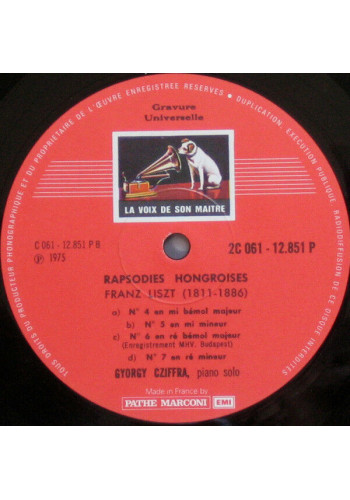 TOUS DROITS DU PRODUCTEUR PHONOGRAPHIQUE ET DU PROPRIETAIRE DE L'ŒUVRE ENREGISTREE RESERVES • DUPLICATION, EXECUTION PUBLIQUE, RADIODIFFUSION DE CE DISQUE INTERDITES
Gravure
Universelle
LA VOIX DE SON MAITRE
C 061 - 12.851 P B
2C 061 - 12.851 P
℗ 1975
RAPSODIES HONGROISES
FRANZ LISZT (1811-1886)
a) N° 4 en mi bémol majeur
b) N° 5 en mi mineur
c) N° 6 en ré bémol majeur
(Enregistrement MHV. Budapest)
d) N° 7 en ré mineur
GYORGY CZIFFRA, piano solo
Made in France by
PATHE MARCONI EMI